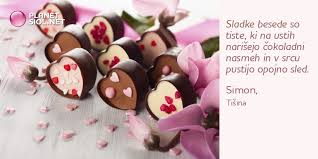 PLANET
SIOL.NET
Sladke besede so
tiste, ki na ustih
narišejo čokoladni
nasmeh in v srcu
pustijo opojno sled.
Simon,
Tišina